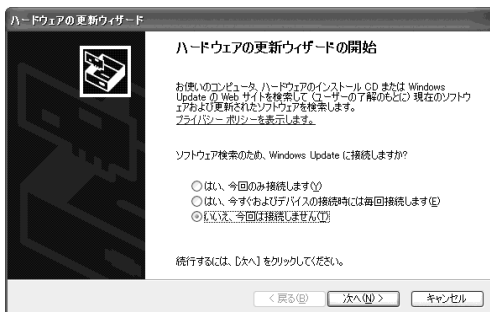 ハードウェアの更新ウィザード
ハードウェアの更新ウィザードの開始
お使いのコンピュータ、ハードウェアのインストール CD または Windows
Update の Web サイトを検索して (ユーザーの了解のもとに) 現在のソフトウ
ェアおよび更新されたソフトウェアを検索します。
プライバシー ポリシーを表示します。
ソフトウェア検索のため、Windows Update に接続しますか?
はい、今回のみ接続します(Y)
はい、今すぐおよびデバイスの接続時には毎回接続します(E)
いいえ、今回は接続しません(T)
続行するには、[次へ] をクリックしてください。
< 戻る(B)
次へ(N) >
キャンセル